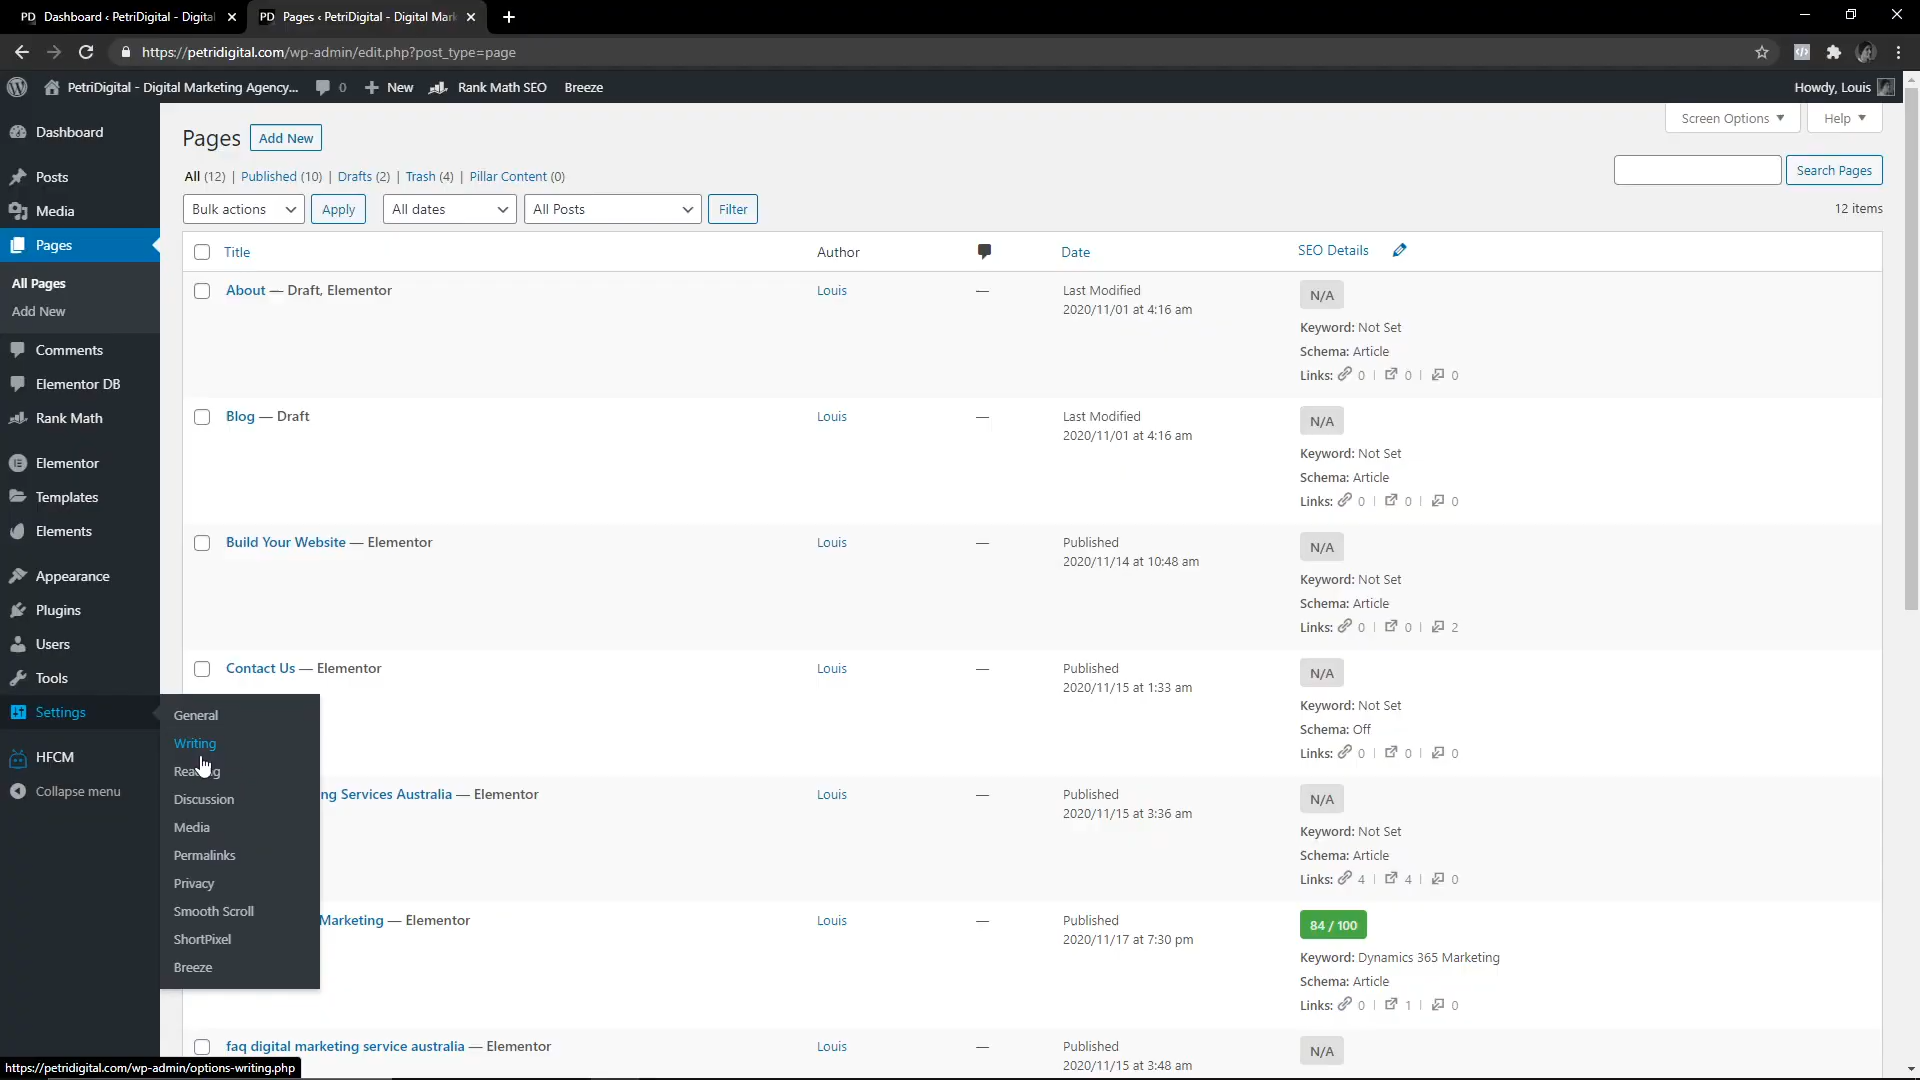 PD Dashboard ‹ PetriDigital - Digital
PD Pages ‹ PetriDigital - Digital Mark
https://petridigital.com/wp-admin/edit.php?post_type=page
PetriDigital - Digital Marketing Agency...
0
New
Rank Math SEO
Breeze
Howdy, Louis
Dashboard
Posts
Media
Pages
All Pages
Add New
Comments
Elementor DB
Rank Math
Elementor
Templates
Elements
Appearance
Plugins
Users
Tools
Settings
HFCM
Collapse menu
General
Writing
Discussion
Media
Permalinks
Privacy
Smooth Scroll
ShortPixel
Breeze
Screen Options
Help
Pages
Add New
All (12) | Published (10) | Drafts (2) | Trash (4) | Pillar Content (0)
Search Pages
Bulk actions
Apply
All dates
All Posts
Filter
12 items
Title
Author
Date
SEO Details
About — Draft, Elementor
Louis
—
Last Modified
2020/11/01 at 4:16 am
N/A
Keyword: Not Set
Schema: Article
Links: 0 | 0 | 0
Blog — Draft
Louis
—
Last Modified
2020/11/01 at 4:16 am
N/A
Keyword: Not Set
Schema: Article
Links: 0 | 0 | 0
Build Your Website — Elementor
Louis
—
Published
2020/11/14 at 10:48 am
N/A
Keyword: Not Set
Schema: Article
Links: 0 | 0 | 2
Contact Us — Elementor
Louis
—
Published
2020/11/15 at 1:33 am
N/A
Keyword: Not Set
Schema: Off
Links: 0 | 0 | 0
ng Services Australia — Elementor
Louis
—
Published
2020/11/15 at 3:36 am
N/A
Keyword: Not Set
Schema: Article
Links: 4 | 4 | 0
Marketing — Elementor
Louis
—
Published
2020/11/17 at 7:30 pm
84 / 100
Keyword: Dynamics 365 Marketing
Schema: Article
Links: 0 | 1 | 0
faq digital marketing service australia — Elementor
Louis
—
Published
2020/11/15 at 3:48 am
N/A
https://petridigital.com/wp-admin/options-writing.php